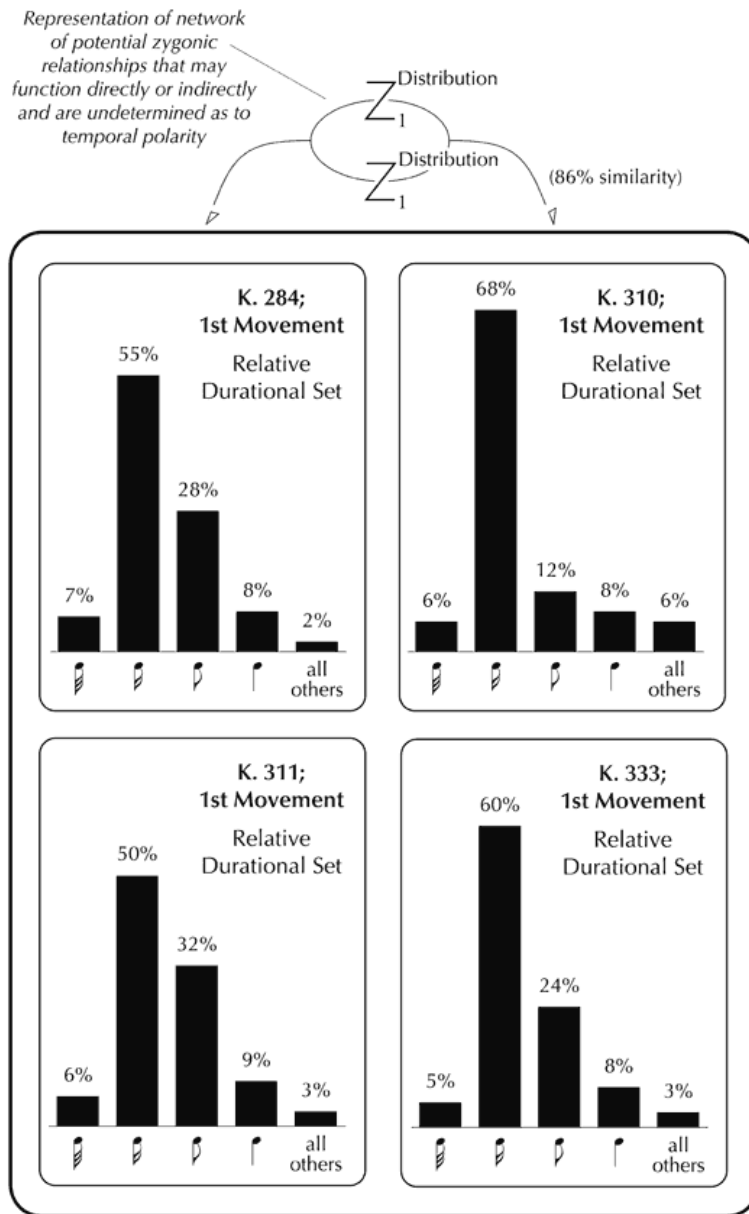 Representation of network
of potential zygonic
relationships that may
function directly or indirectly
and are undetermined as to
temporal polarity
Distribution
Z
1
Distribution
Z
1
(86% similarity)
K. 284;
1st Movement
Relative
Durational Set
55%
28%
7%
8%
2%
all
others
K. 310;
1st Movement
Relative
Durational Set
68%
12%
6%
8%
6%
all
others
K. 311;
1st Movement
Relative
Durational Set
50%
32%
6%
9%
3%
all
others
K. 333;
1st Movement
Relative
Durational Set
60%
24%
5%
8%
3%
all
others